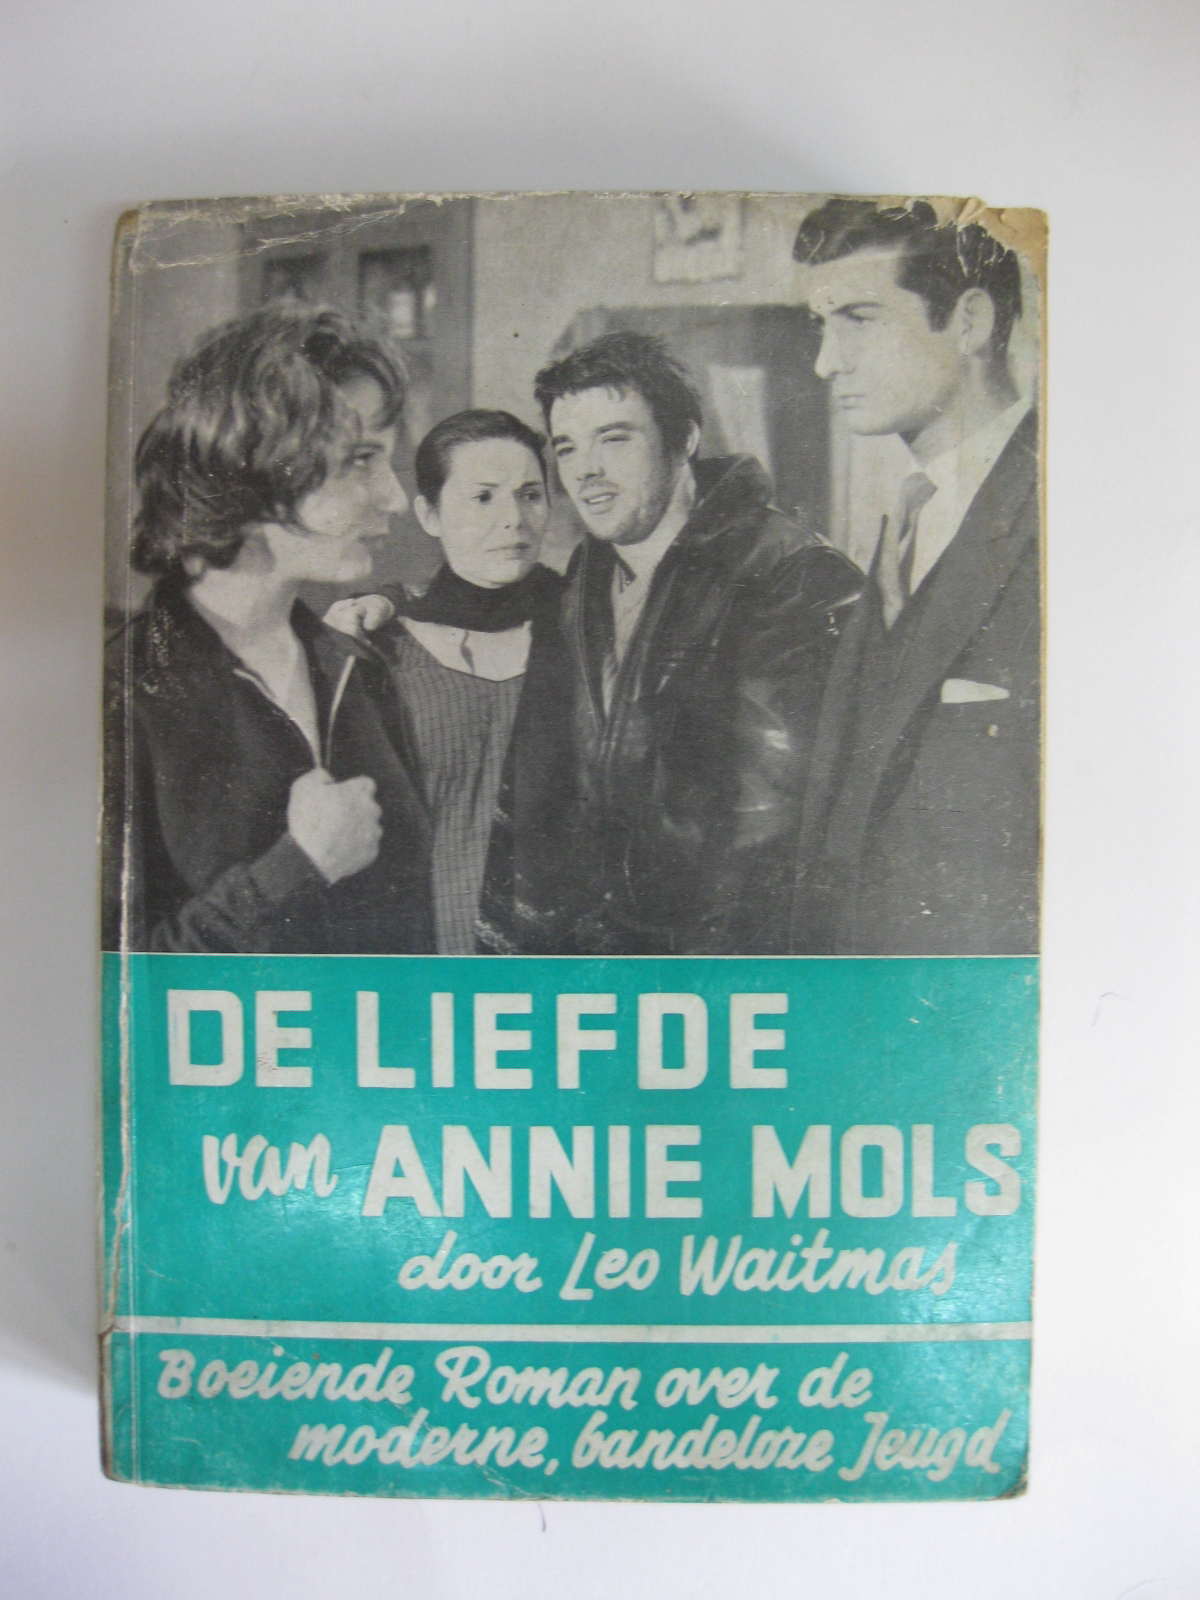 DE LIEFDE
van ANNIE MOLS
door Leo Waitmas
Boeiende Roman over de
moderne, bandeloze Jeugd